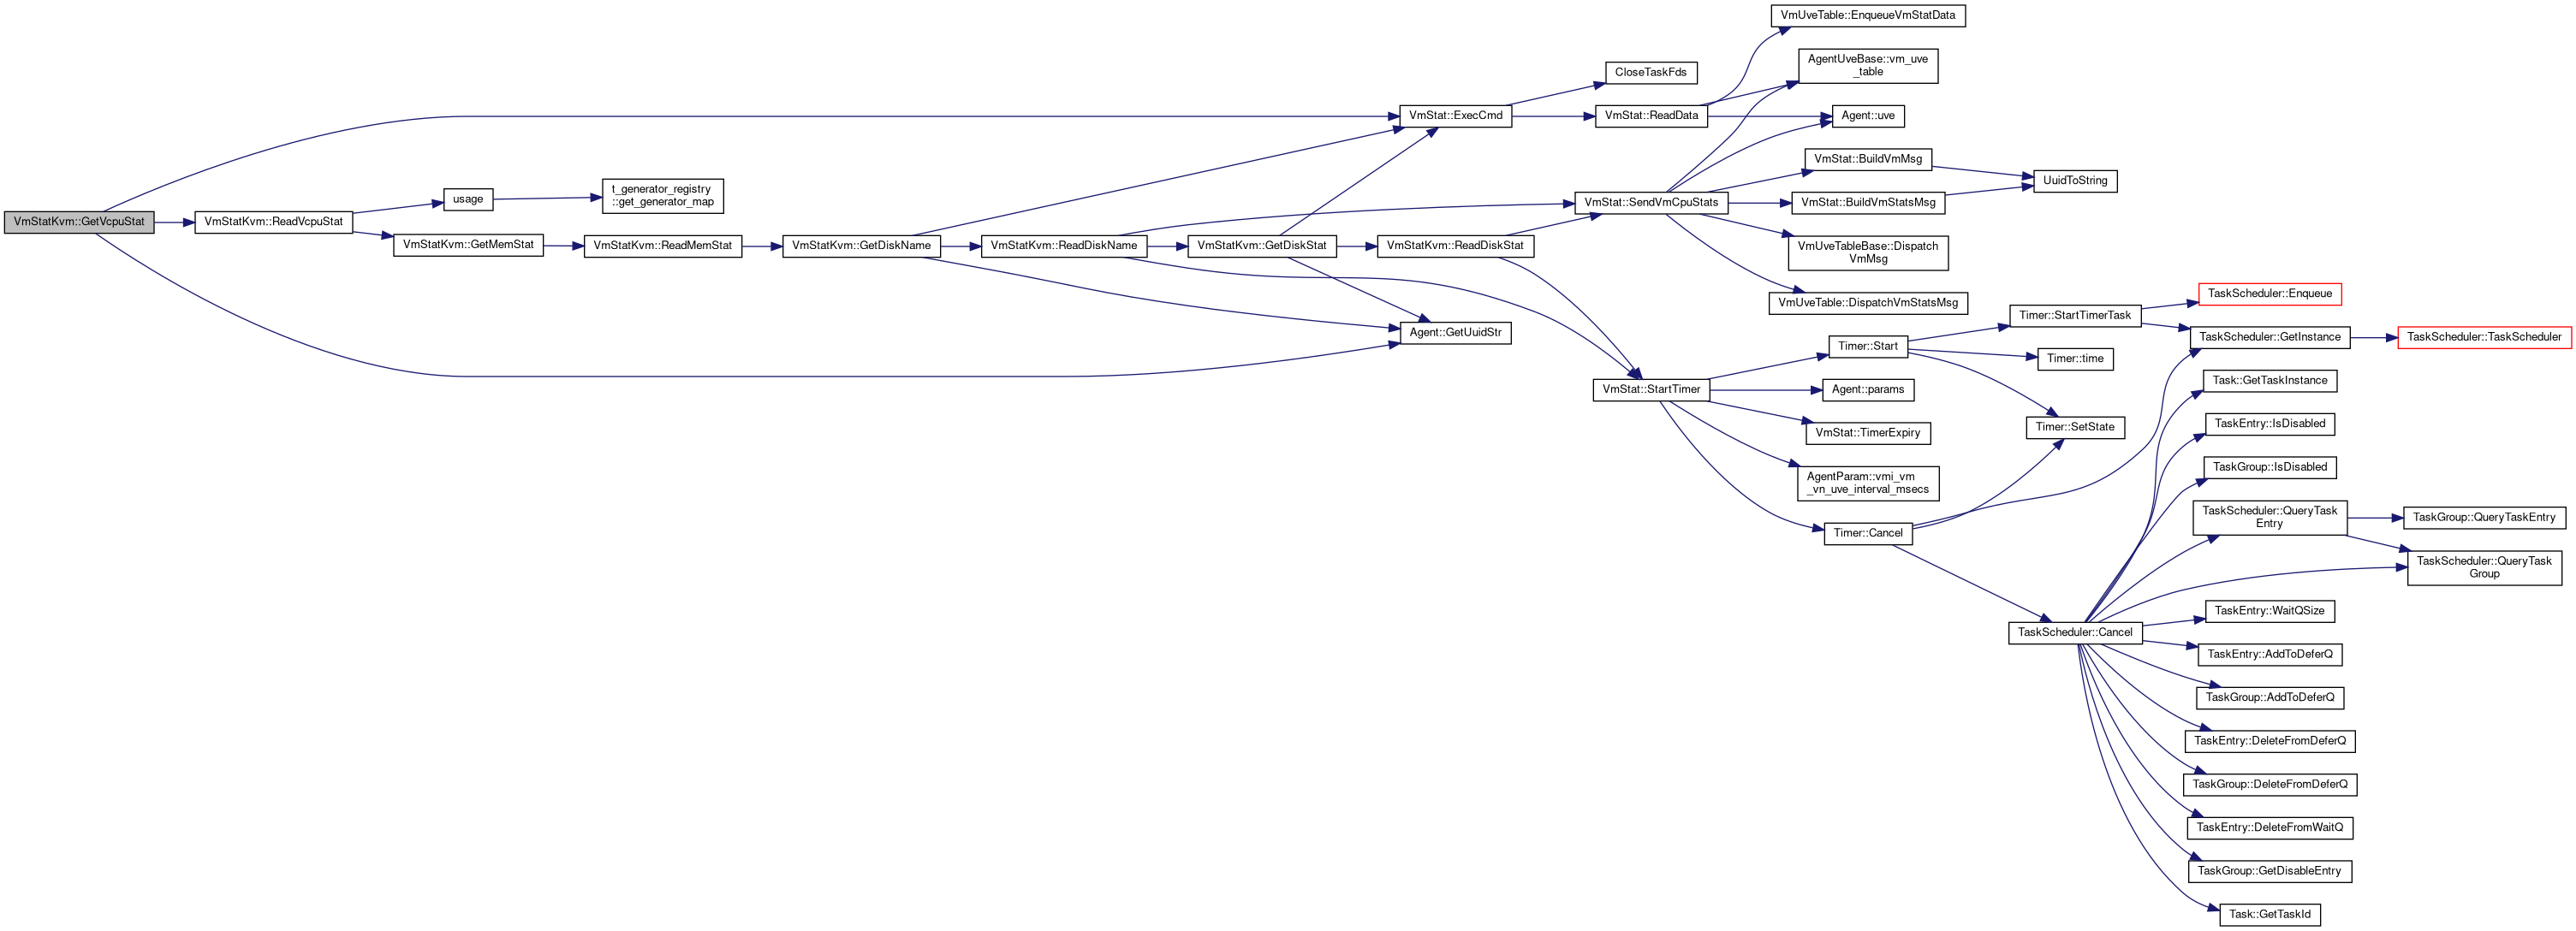 VmUveTable::EnqueueVmStatData
AgentUveBase::vm_uve
_table
CloseTaskFds
VmStat::ExecCmd
VmStat::ReadData
Agent::uve
VmStat::BuildVmMsg
UuidToString
t_generator_registry
::get_generator_map
usage
VmStat::SendVmCpuStats
VmStat::BuildVmStatsMsg
VmStatKvm::GetVcpuStat
VmStatKvm::ReadVcpuStat
VmStatKvm::GetMemStat
VmStatKvm::ReadMemStat
VmStatKvm::GetDiskName
VmStatKvm::ReadDiskName
VmStatKvm::GetDiskStat
VmStatKvm::ReadDiskStat
VmUveTableBase::Dispatch
VmMsg
VmUveTable::DispatchVmStatsMsg
TaskScheduler::Enqueue
Timer::StartTimerTask
Agent::GetUuidStr
TaskScheduler::GetInstance
TaskScheduler::TaskScheduler
Timer::Start
Timer::time
Task::GetTaskInstance
VmStat::StartTimer
Agent::params
TaskEntry::IsDisabled
Timer::SetState
VmStat::TimerExpiry
TaskGroup::IsDisabled
AgentParam::vmi_vm
_vn_uve_interval_msecs
TaskScheduler::QueryTask
Entry
TaskGroup::QueryTaskEntry
Timer::Cancel
TaskScheduler::QueryTask
Group
TaskEntry::WaitQSize
TaskScheduler::Cancel
TaskEntry::AddToDeferQ
TaskGroup::AddToDeferQ
TaskEntry::DeleteFromDeferQ
TaskGroup::DeleteFromDeferQ
TaskEntry::DeleteFromWaitQ
TaskGroup::GetDisableEntry
Task::GetTaskId